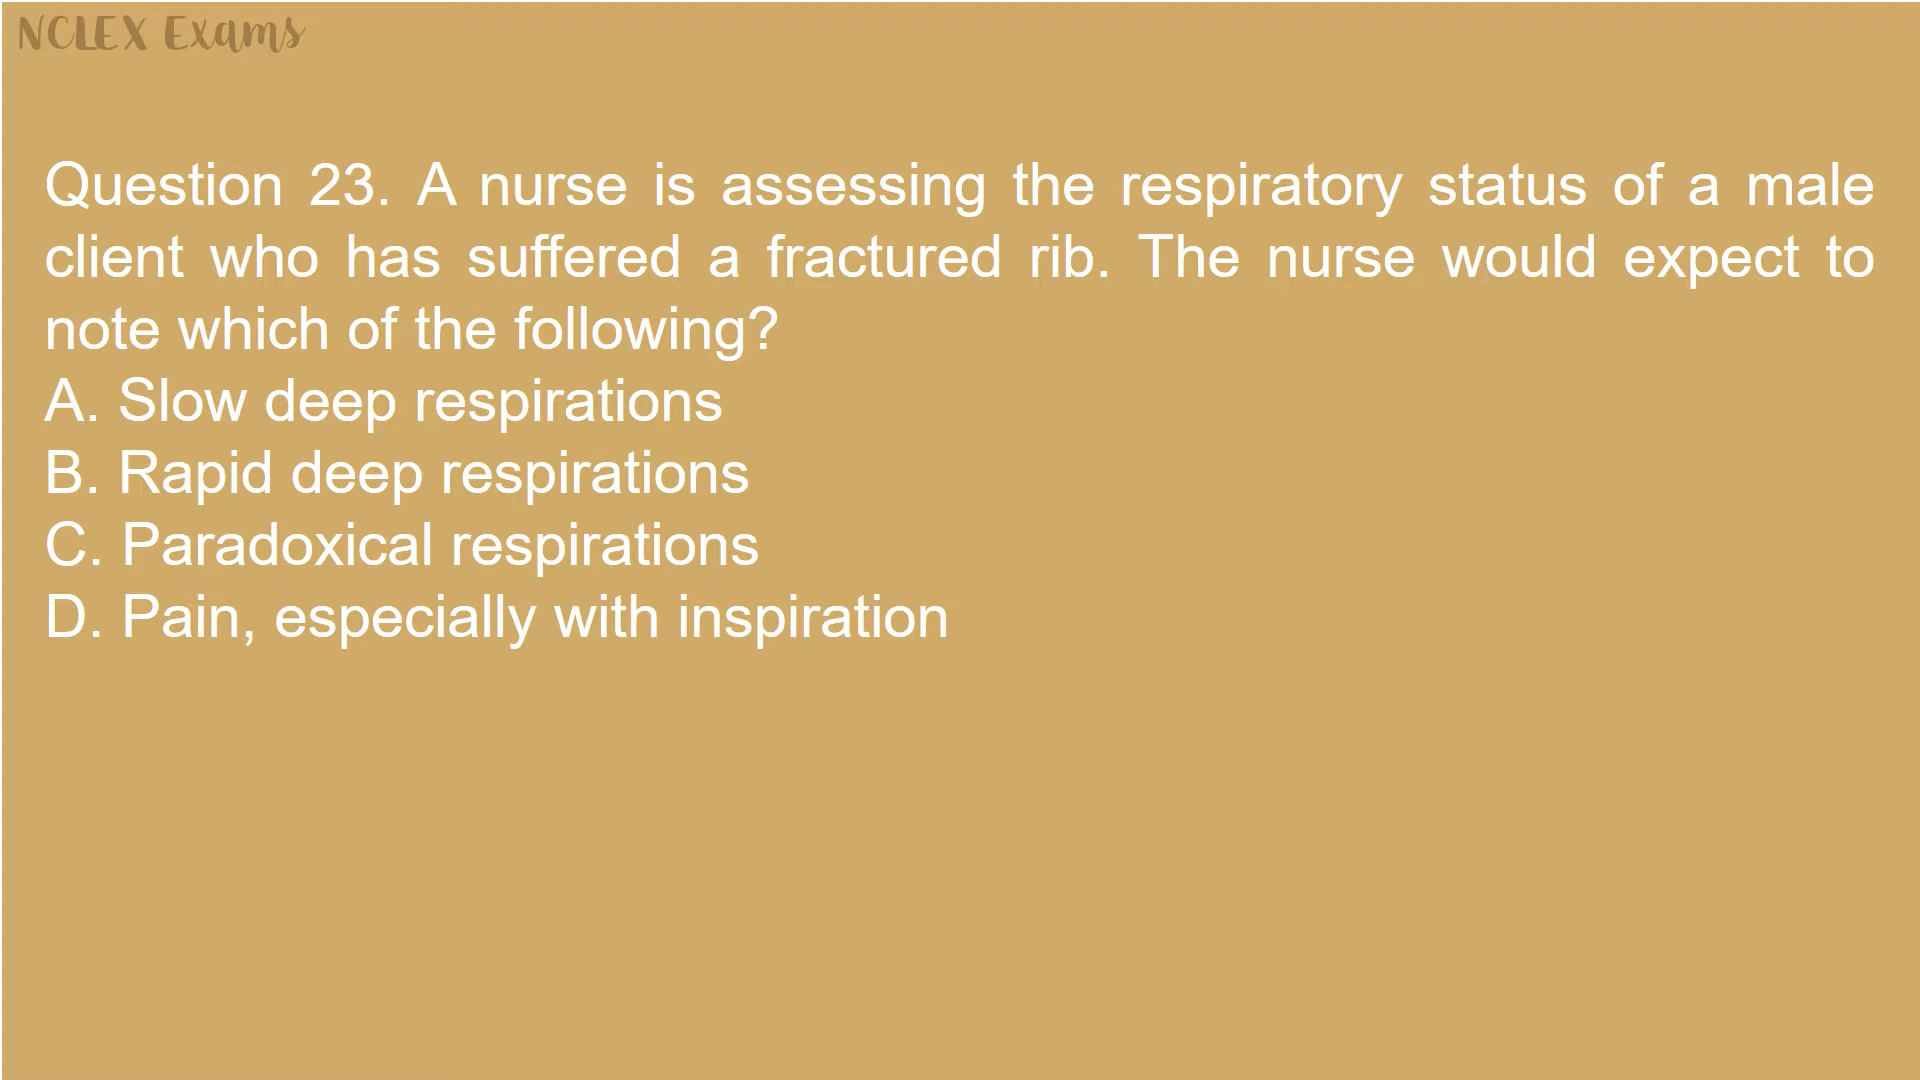 NCLEX Exams
Question 23. A nurse is assessing the respiratory status of a male
client who has suffered a fractured rib. The nurse would expect to
note which of the following?
A. Slow deep respirations
B. Rapid deep respirations
C. Paradoxical respirations
D. Pain, especially with inspiration